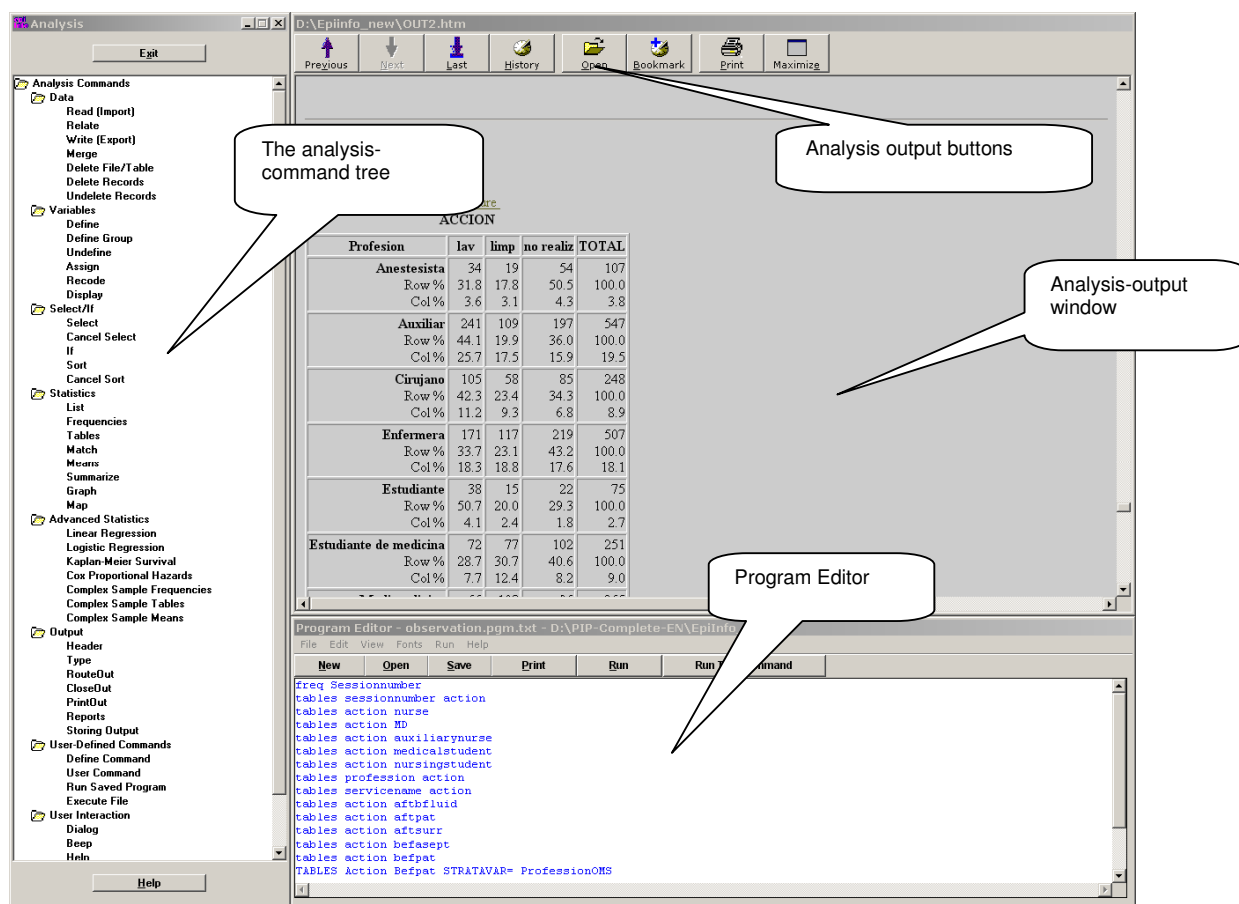 Analysis
Exit
Analysis Commands
Data
Read (Import)
Relate
Write (Export)
Merge
Delete File/Table
Delete Records
Undelete Records
Variables
Define
Define Group
Undefine
Assign
Recode
Display
Select/If
Select
Cancel Select
If
Sort
Cancel Sort
Statistics
List
Frequencies
Tables
Match
Means
Summarize
Graph
Map
Advanced Statistics
Linear Regression
Logistic Regression
Kaplan-Meier Survival
Cox Proportional Hazards
Complex Sample Frequencies
Complex Sample Tables
Complex Sample Means
Output
Header
Type
RouteOut
CloseOut
PrintOut
Reports
Storing Output
User-Defined Commands
Define Command
User Command
Run Saved Program
Execute File
User Interaction
Dialog
Beep
Help
Help
The analysis-
command tree
D:\Epiinfo_new\OUT2.htm
Previous Next Last History Open Bookmark Print Maximize
Analysis output buttons
ACCION
Profesion lav limp no realiz TOTAL
Anestesista 34 19 54 107
Row % 31.8 17.8 50.5 100.0
Col % 3.6 3.1 4.3 3.8
Auxiliar 241 109 197 547
Row % 44.1 19.9 36.0 100.0
Col % 25.7 17.5 15.9 19.5
Cirujano 105 58 85 248
Row % 42.3 23.4 34.3 100.0
Col % 11.2 9.3 6.8 8.9
Enfermera 171 117 219 507
Row % 33.7 23.1 43.2 100.0
Col % 18.3 18.8 17.6 18.1
Estudiante 38 15 22 75
Row % 50.7 20.0 29.3 100.0
Col % 4.1 2.4 1.8 2.7
Estudiante de medicina 72 77 102 251
Row % 28.7 30.7 40.6 100.0
Col % 7.7 12.4 8.2 9.0
Analysis-output
window
Program Editor
Program Editor - observation.pgm.txt - D:\PIP-Complete-EN\EpiInfo
File Edit View Fonts Run Help
New Open Save Print Run Run
freq Sessionnumber
tables sessionnumber action
tables action nurse
tables action MD
tables action auxiliarynurse
tables action medicalstudent
tables action nursingstudent
tables profession action
tables servicename action
tables action aftbfluid
tables action aftpat
tables action aftsurr
tables action befasept
tables action befpat
TABLES Action Befpat STRATAVAR= ProfessionOMS